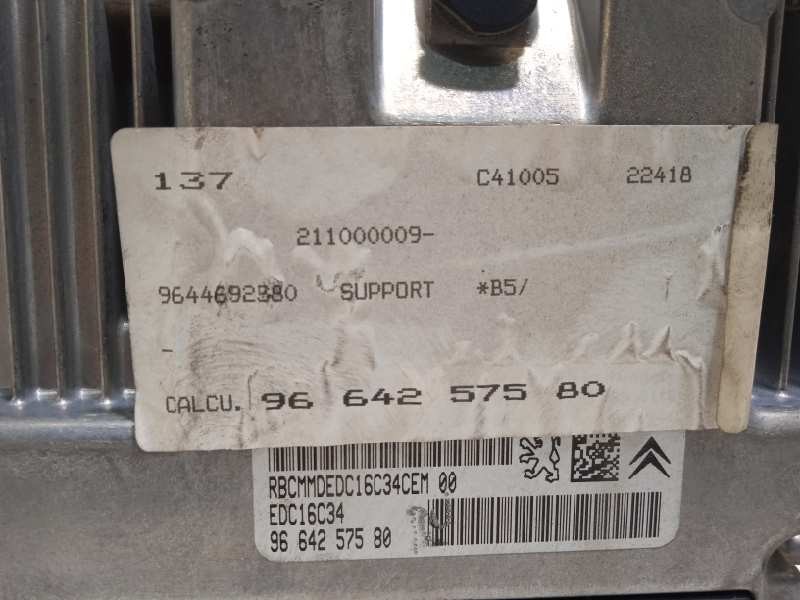 137 C41005 22418
211000009-
9644692380 SUPPORT *B5/
-
CALCU. 96 642 575 80
RBCMMDEDC16C34CEM 00
EDC16C34
96 642 575 80